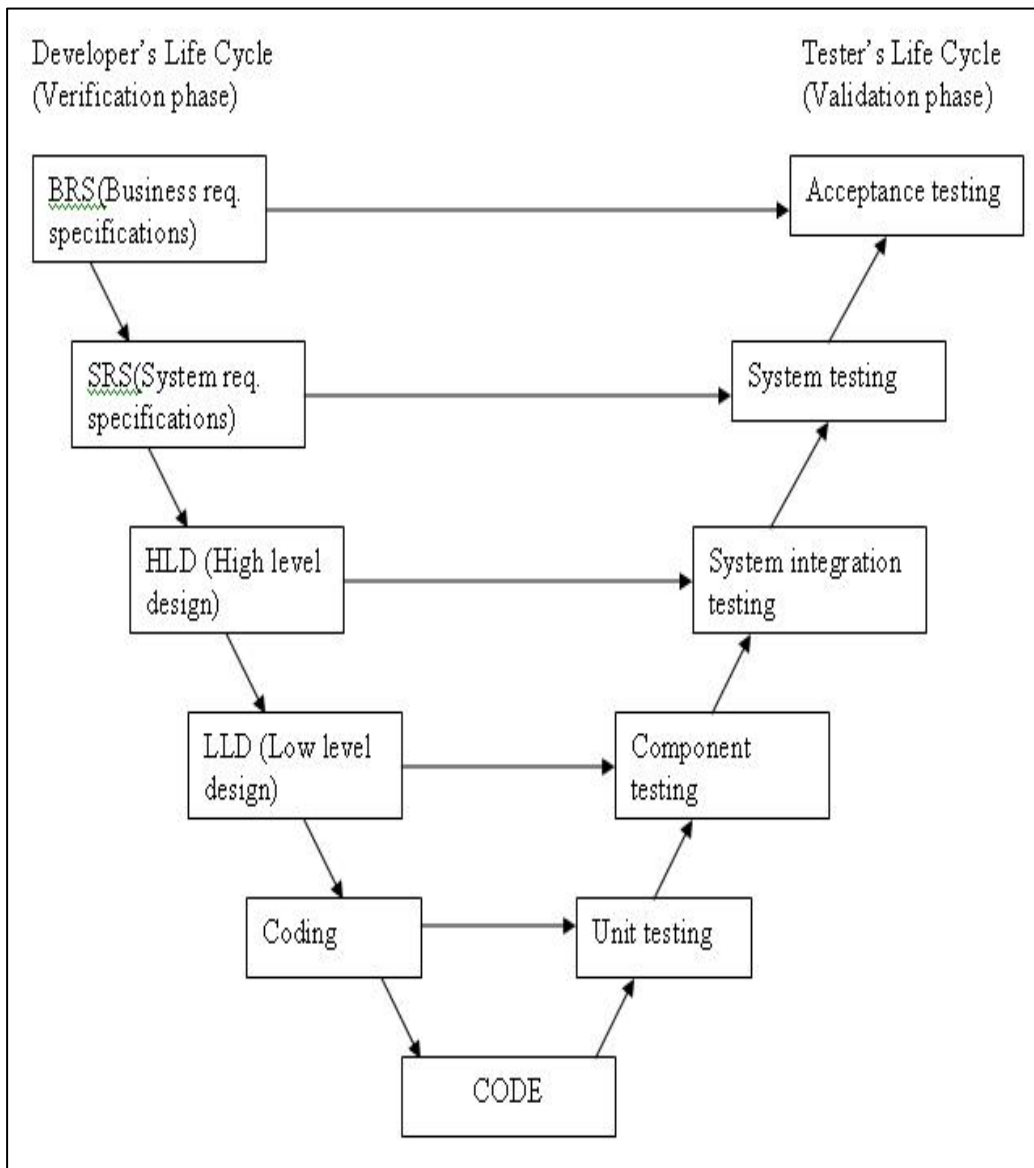 Developer's Life Cycle
(Verification phase)
Tester's Life Cycle
(Validation phase)
BRS(Business req.
specifications)
Acceptance testing
SRS(System req.
specifications)
System testing
HLD (High level
design)
System integration
testing
LLD (Low level
design)
Component
testing
Coding
Unit testing
CODE